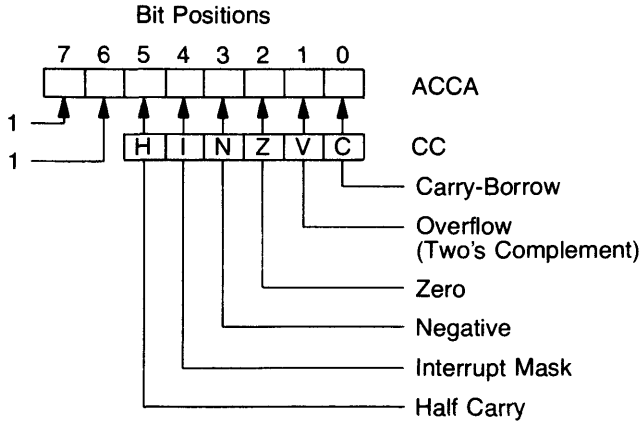 Bit Positions
7 6 5 4 3 2 1 0
ACCA
1
H I N Z V C CC
1
Carry-Borrow
Overflow
(Two's Complement)
Zero
Negative
Interrupt Mask
Half Carry